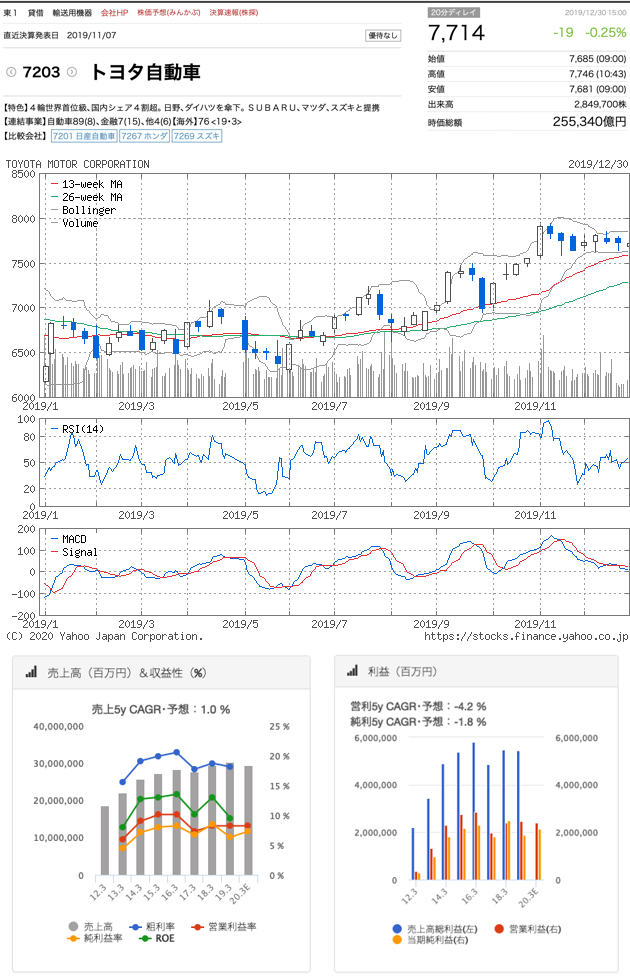 東１ 貸借 輸送用機器 会社HP 株価予想(みんかぶ) 決算速報(株探)
直近決算発表日 2019/11/07 優待なし
7203 トヨタ自動車
【特色】４輪世界首位級、国内シェア４割超。日野、ダイハツを傘下。ＳＵＢＡＲＵ、マツダ、スズキと提携
【連結事業】自動車89(8)、金融7(15)、他4(6)【海外】76 <19・3>
【比較会社】 7201 日産自動車 7267 ホンダ 7269 スズキ
20分ディレイ 2019/12/30 15:00
7,714 -19 -0.25%
始値 7,685 (09:00)
高値 7,746 (10:43)
安値 7,681 (09:00)
出来高 2,849,700株
時価総額 255,340億円
TOYOTA MOTOR CORPORATION 2019/12/30
8500
13-week MA
26-week MA
Bollinger
Volume
8000
7500
7000
6500
6000
2019/1 2019/3 2019/5 2019/7 2019/9 2019/11
100
RSI(14)
80
50
20
0
2019/1 2019/3 2019/5 2019/7 2019/9 2019/11
200
MACD
Signal
100
0
-100
-200
2019/1 2019/3 2019/5 2019/7 2019/9 2019/11
(C) 2020 Yahoo Japan Corporation. https://stocks.finance.yahoo.co.jp
売上高（百万円）＆収益性（%）
売上5y CAGR・予想：1.0 %
40,000,000 25 %
30,000,000 20 %
15 %
20,000,000
10 %
10,000,000
5 %
0 0 %
12.3 13.3 14.3 15.3 16.3 17.3 18.3 19.3 20.3E
売上高 粗利率 営業利益率
純利益率 ROE
利益（百万円）
営利5y CAGR・予想：-4.2 %
純利5y CAGR・予想：-1.8 %
6,000,000 6,000,000
4,000,000 4,000,000
2,000,000 2,000,000
0 0
12.3 14.3 16.3 18.3 20.3E
売上高総利益(左) 営業利益(右)
当期純利益(右)